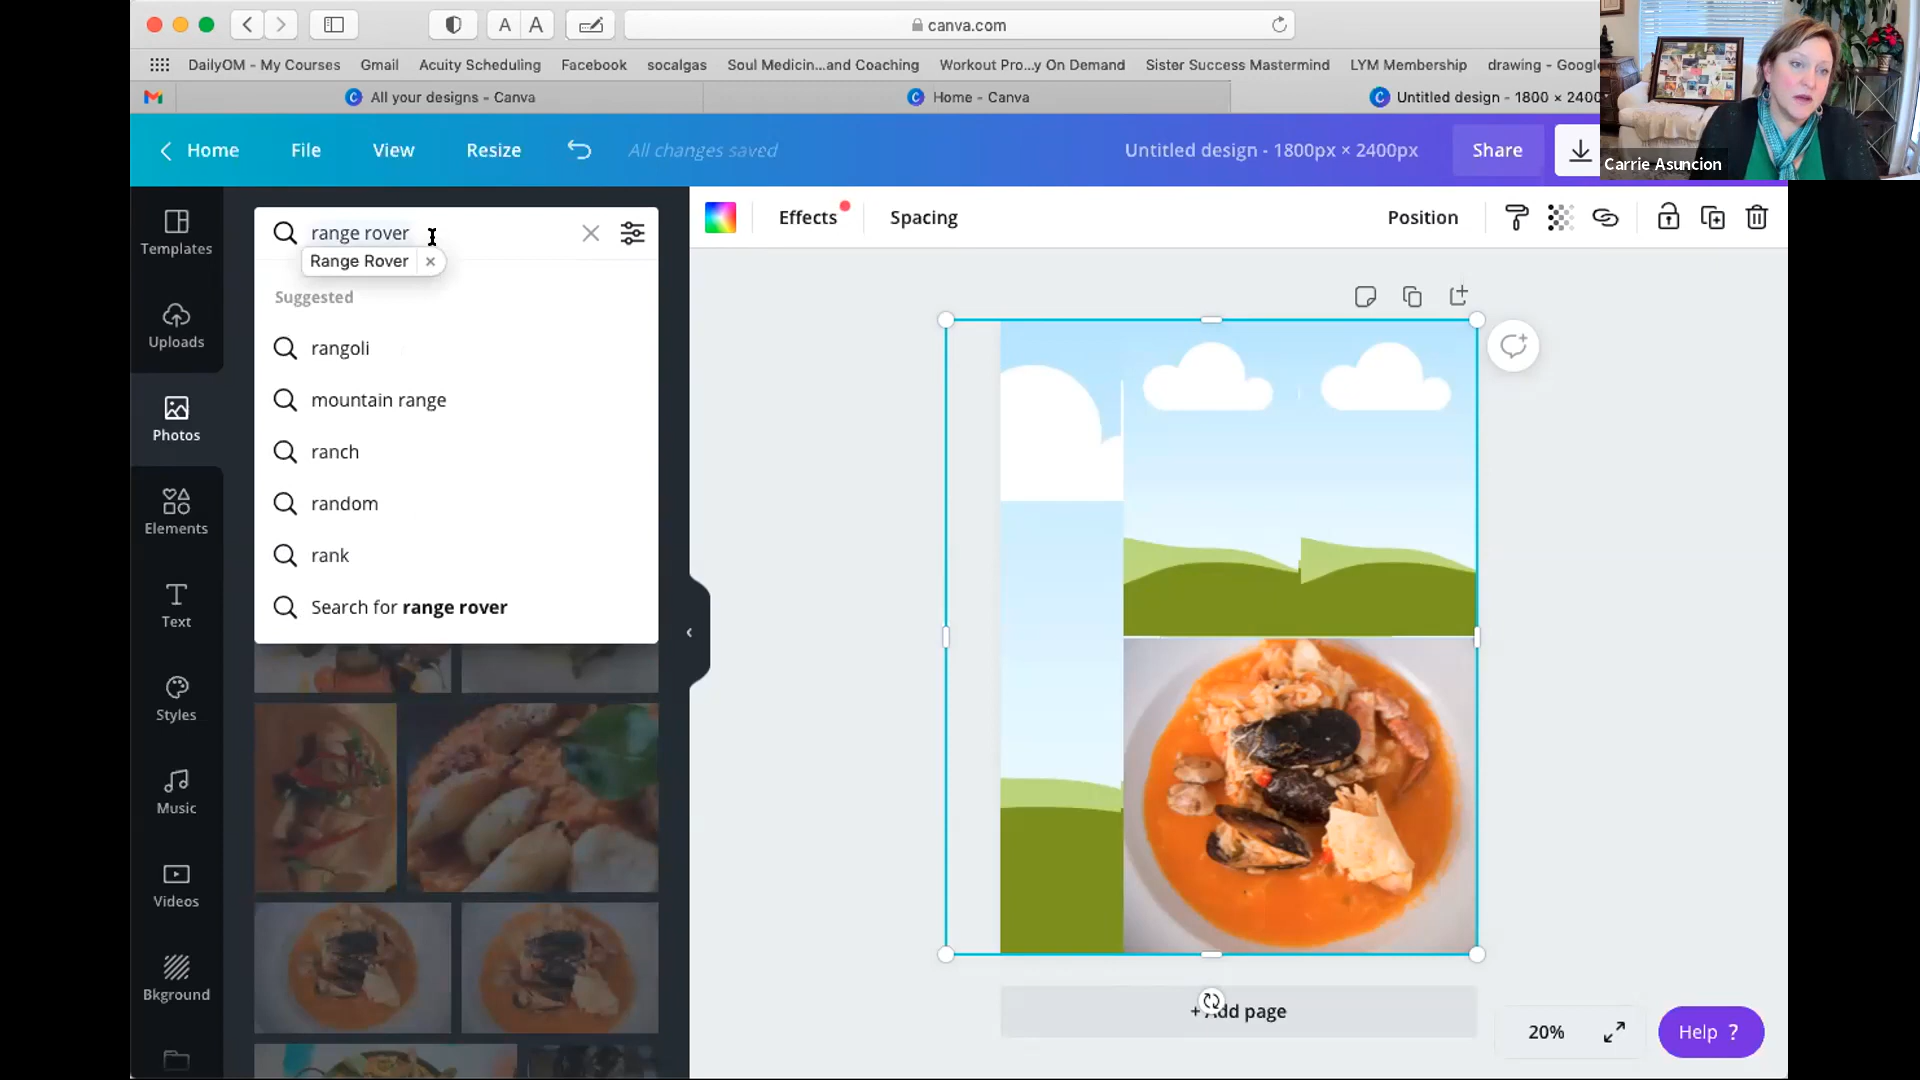 canva.com
DailyOM - My Courses Gmail Acuity Scheduling Facebook socalgas Soul Medicin...and Coaching Workout Pro...y On Demand Sister Success Mastermind LYM Membership drawing - Google
All your designs - Canva Home - Canva Untitled design - 1800 × 2400
Carrie Asuncion
Home File View Resize All changes saved Untitled design - 1800px × 2400px Share
Effects Spacing Position
Templates
Uploads
Photos
Elements
Text
Styles
Music
Videos
Bkground
range rover
Range Rover ×
Suggested
rangoli
mountain range
ranch
random
rank
Search for range rover
+ Add page
20%
Help ?